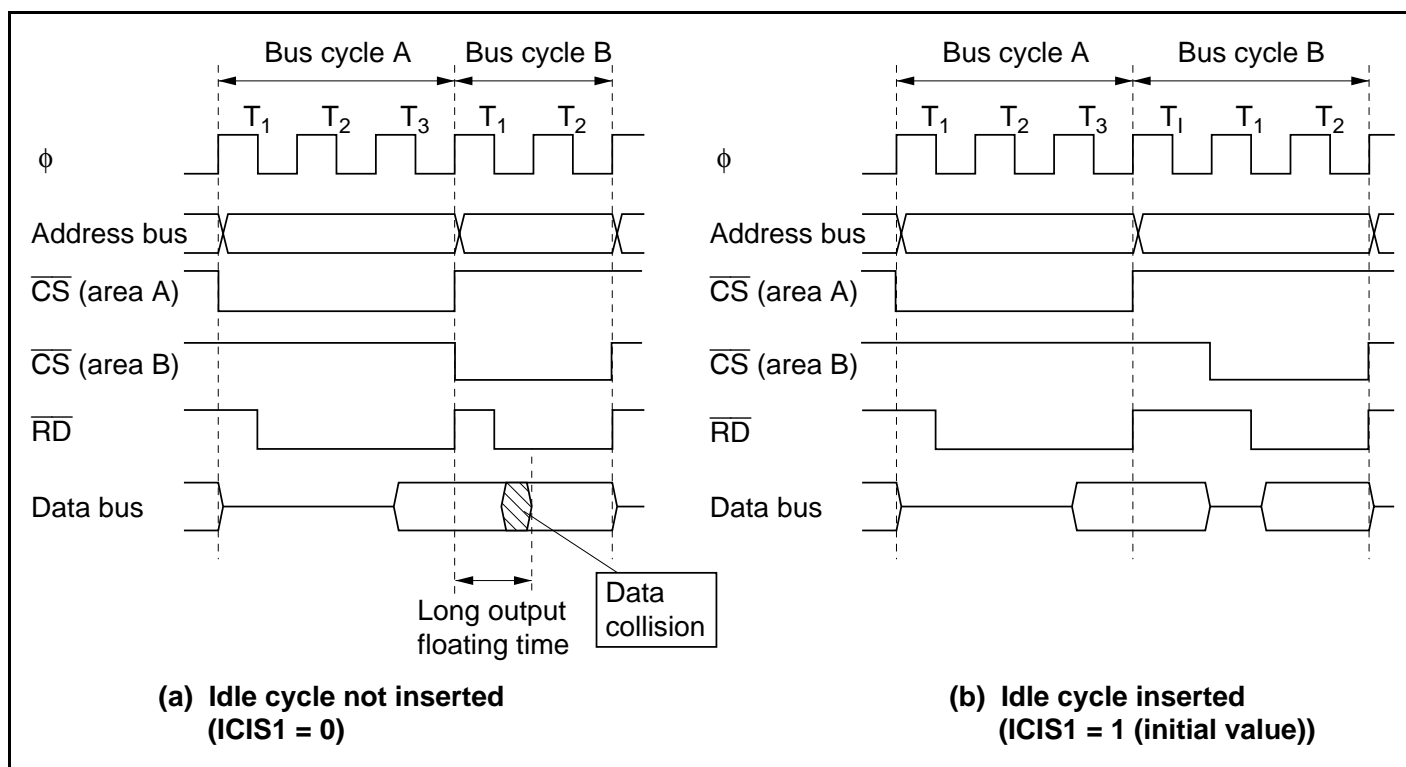 Bus cycle A
Bus cycle B
T1 T2 T3 T1 T2
φ
Address bus
CS (area A)
CS (area B)
RD
Data bus
Long output
floating time
Data
collision
(a) Idle cycle not inserted
(ICIS1 = 0)
Bus cycle A
Bus cycle B
T1 T2 T3 TI T1 T2
φ
Address bus
CS (area A)
CS (area B)
RD
Data bus
(b) Idle cycle inserted
(ICIS1 = 1 (initial value))